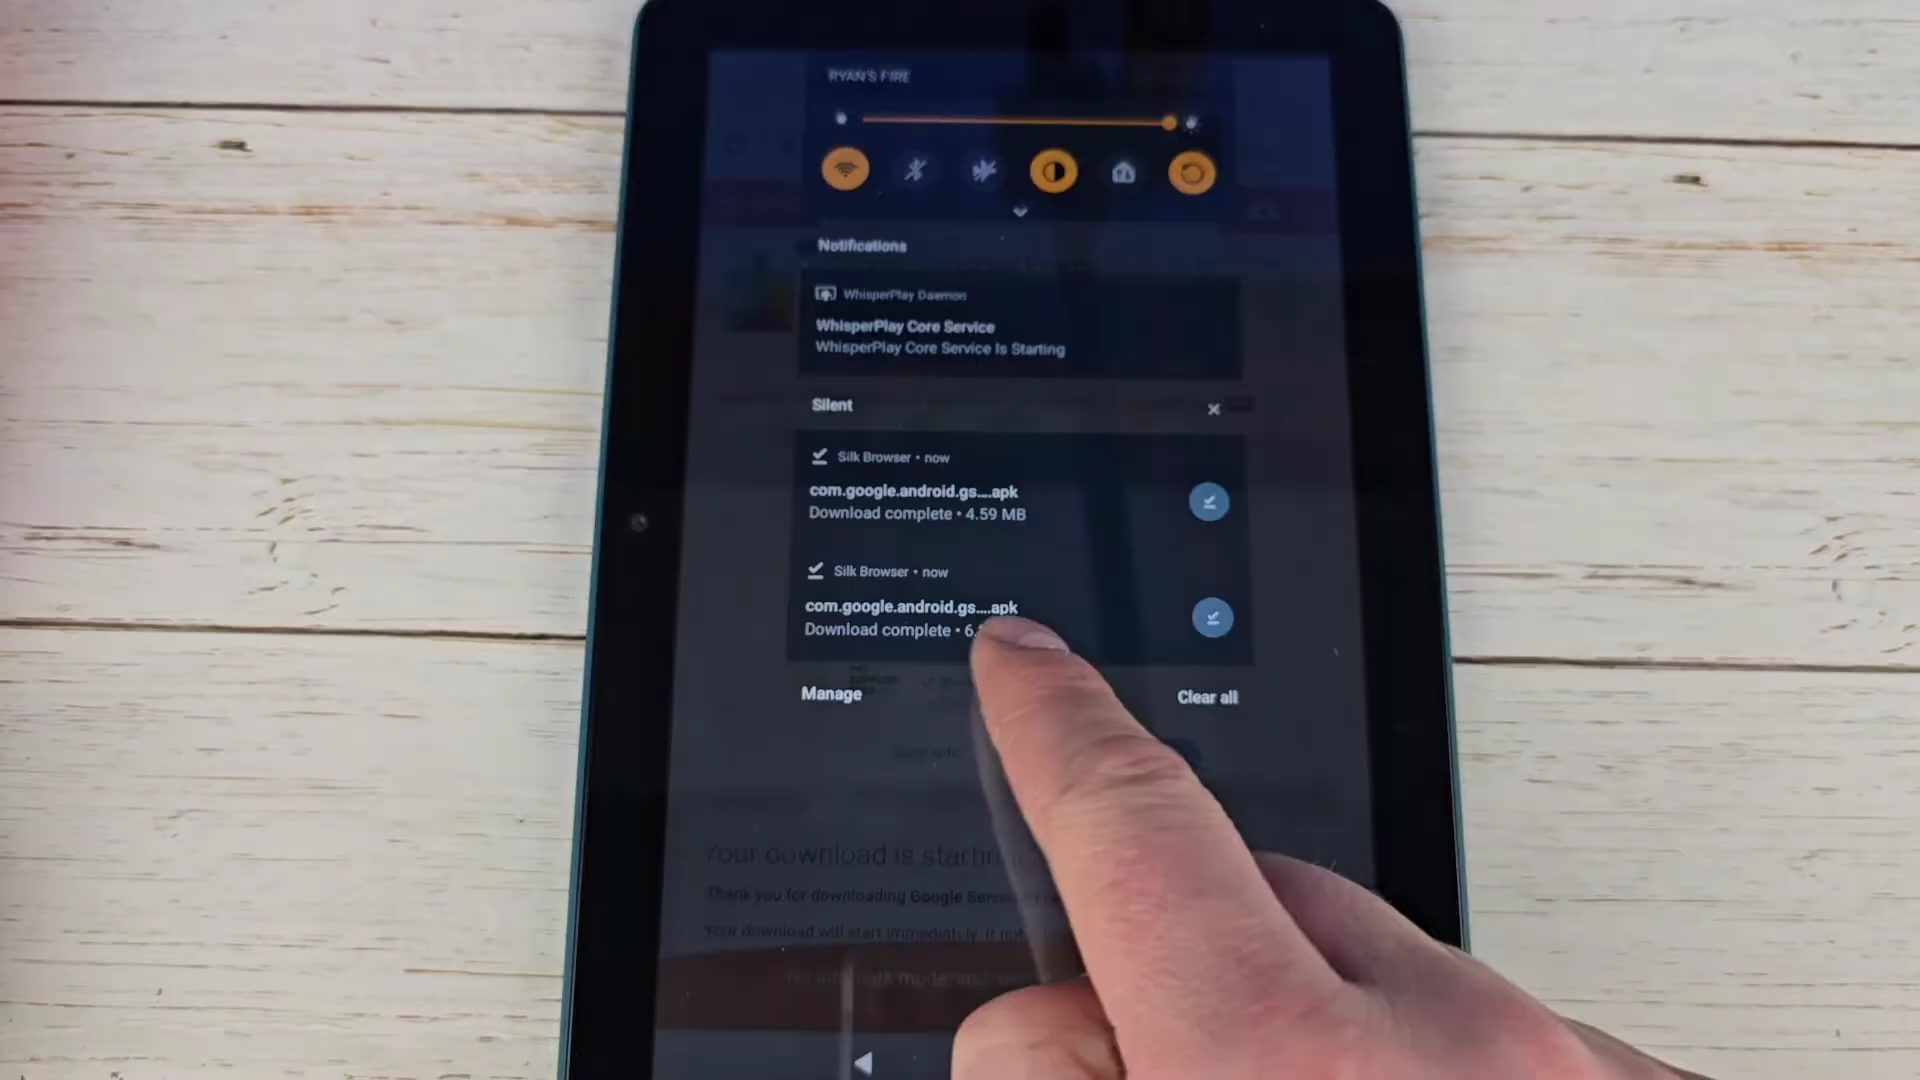 RYAN'S FIRE
Notifications
WhisperPlay Daemon
WhisperPlay Core Service
WhisperPlay Core Service Is Starting
Silent
Silk Browser • now
com.google.android.gs....apk
Download complete • 4.59 MB
Silk Browser • now
com.google.android.gs....apk
Download complete • 6.
Manage
Clear all
Your download is starting
Thank you for downloading Google
Your download will start immediately. If not